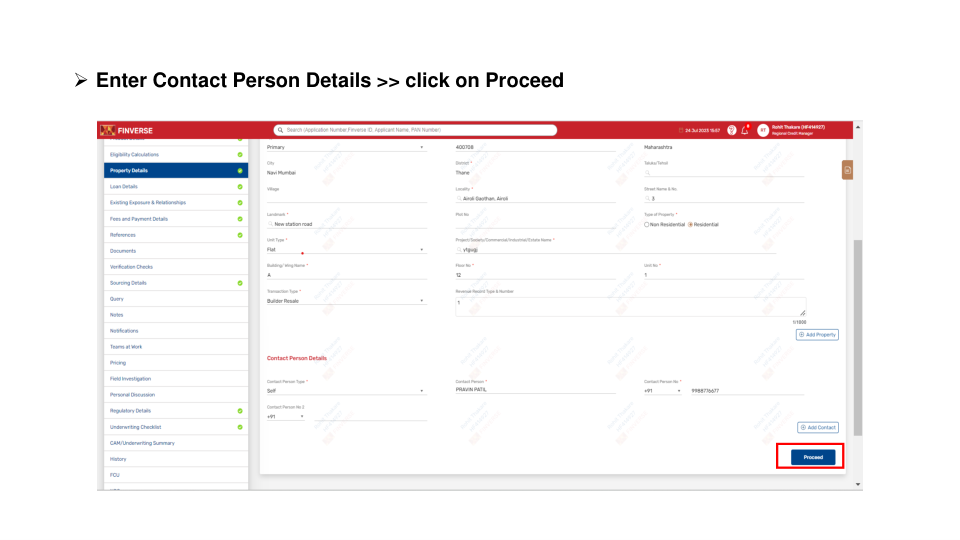 ➢ Enter Contact Person Details >> click on Proceed
FINVERSE
Search (Application Number, Finverse ID, Applicant Name, PAN Number)
24 Jul 2023 15:57
RT
Rohit Thakare (HF414927)
Regional Credit Manager
Eligibility Calculations
Property Details
Loan Details
Existing Exposure & Relationships
Fees and Payment Details
References
Documents
Verification Checks
Sourcing Details
Query
Notes
Notifications
Teams at Work
Pricing
Field Investigation
Personal Discussion
Regulatory Details
Underwriting Checklist
CAM/Underwriting Summary
History
FCU
Primary
400708
Maharashtra
City
District *
Taluka/Tehsil
Navi Mumbai
Thane
Village
Locality *
Street Name & No.
Airoli Gaothan, Airoli
3
Landmark *
Plot No
Type of Property *
New station road
Non Residential
Residential
Unit Type *
Project/Society/Commercial/Industrial/Estate Name *
Flat
Building/ Wing Name *
Floor No *
Unit No *
A
12
1
Transaction Type *
Revenue Record Type & Number
Builder Resale
1
1/1000
Add Property
Contact Person Details
Contact Person Type *
Contact Person *
Contact Person No *
Self
PRAVIN PATIL
+91
9988776677
Contact Person No 2
+91
Add Contact
Proceed